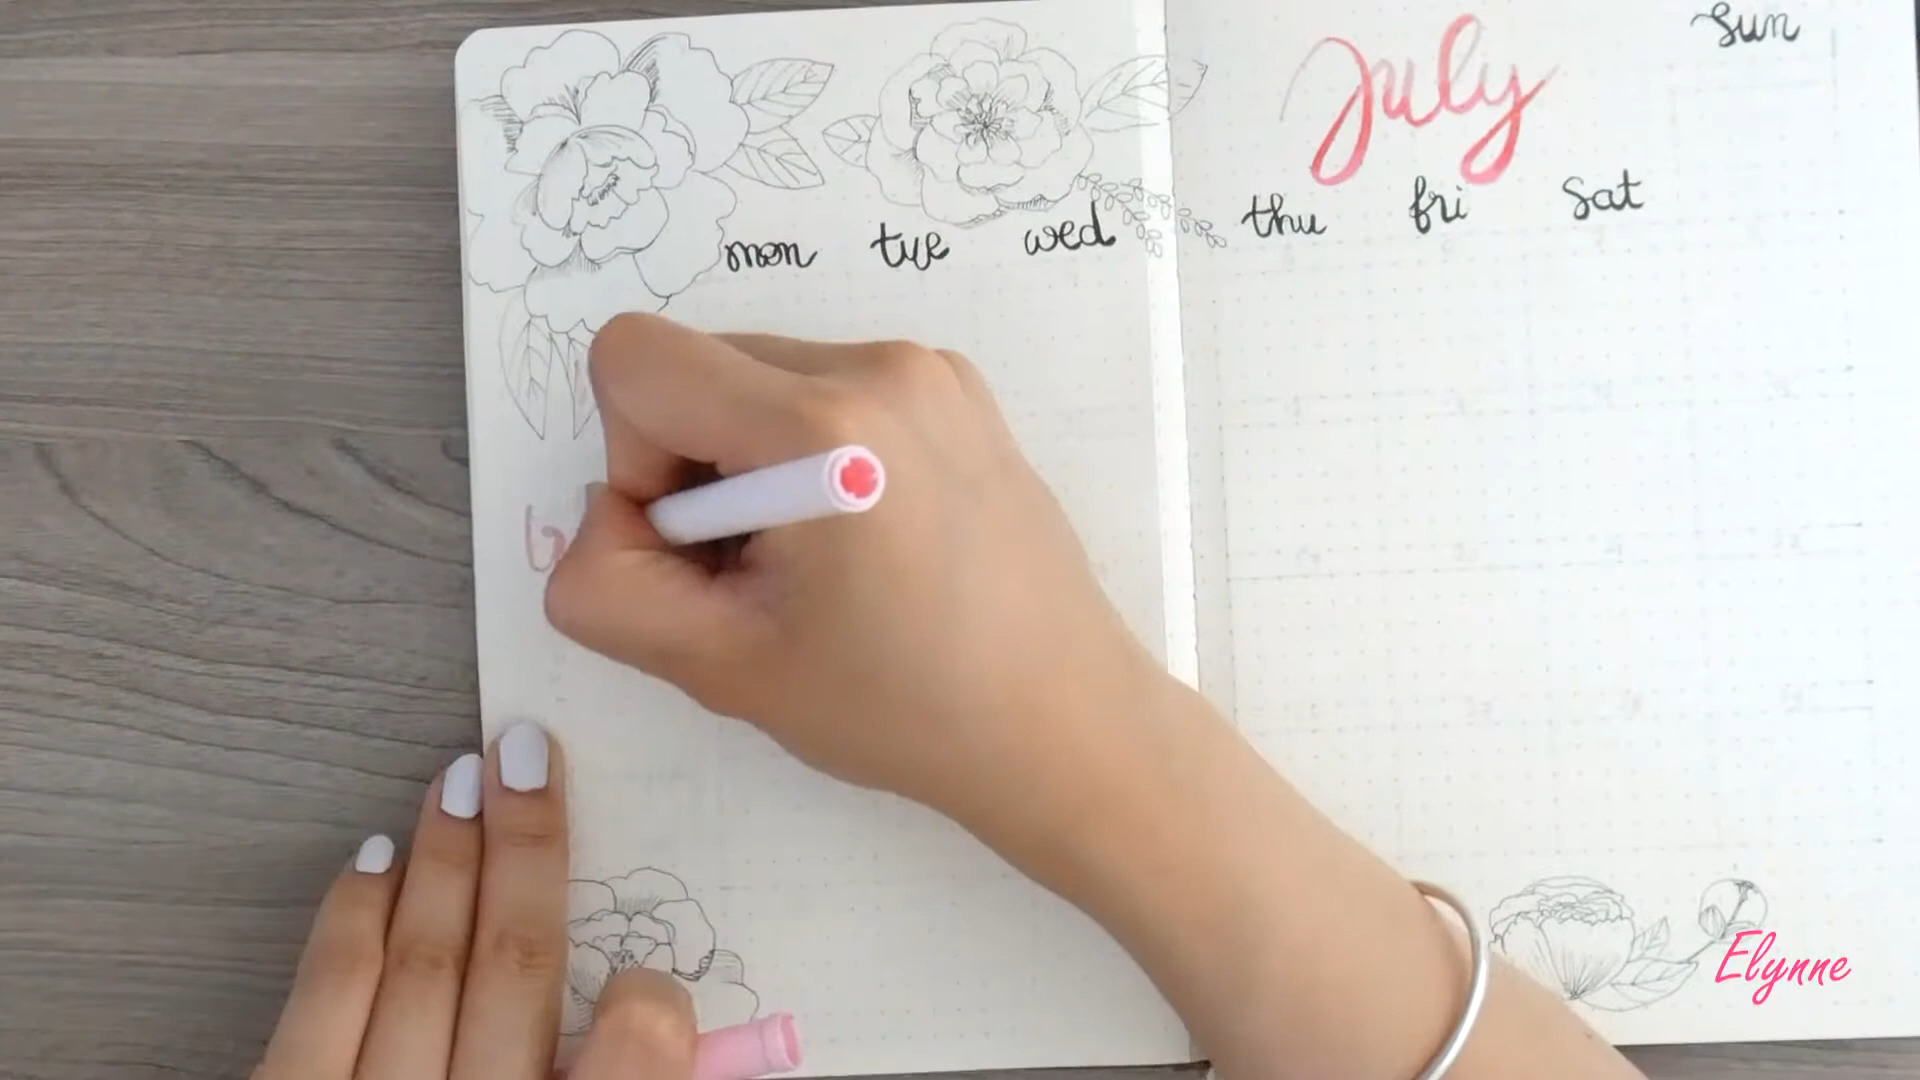 July
sun
mon tue wed thu fri sat
Elynne